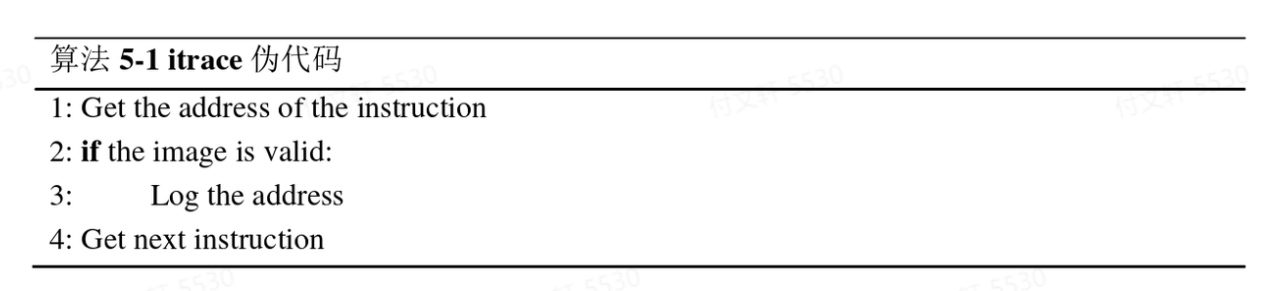 算法 5-1 itrace 伪代码
1: Get the address of the instruction
2: if the image is valid:
3: Log the address
4: Get next instruction